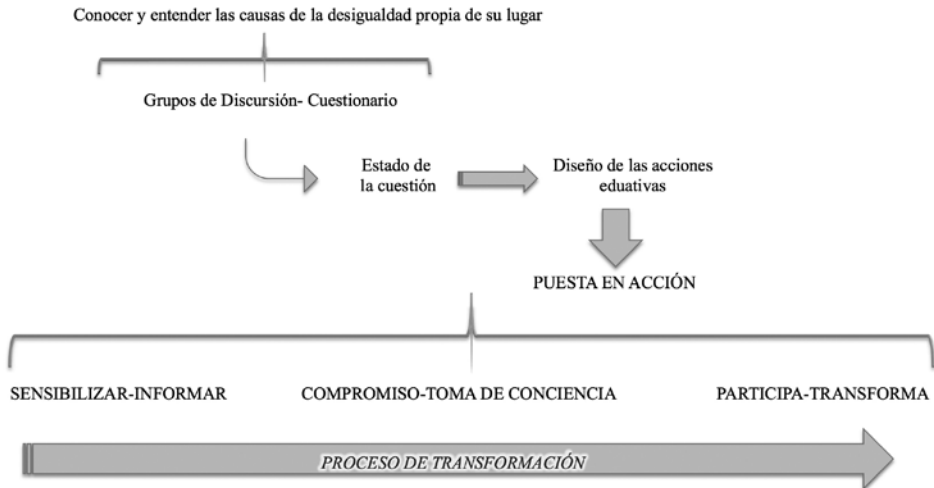 Conocer y entender las causas de la desigualdad propia de su lugar
Grupos de Discursión- Cuestionario
Estado de
la cuestión
Diseño de las acciones
eduativas
PUESTA EN ACCIÓN
SENSIBILIZAR-INFORMAR
COMPROMISO-TOMA DE CONCIENCIA
PARTICIPA-TRANSFORMA
PROCESO DE TRANSFORMACIÓN